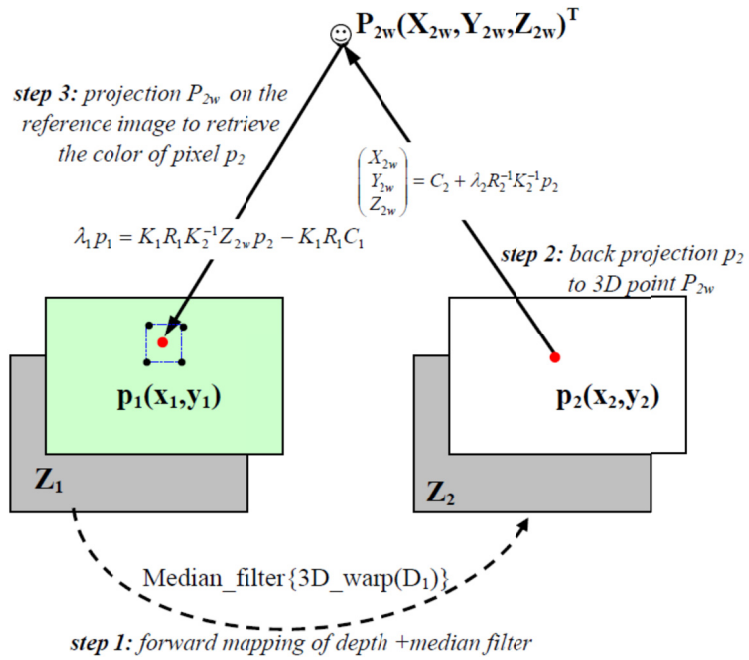 P₂w(X₂w,Y₂w,Z₂w)ᵀ
step 3: projection P₂w on the
reference image to retrieve
the color of pixel p₂
(X₂w Y₂w Z₂w) = C₂ + λ₂R₂⁻¹K₂⁻¹p₂
λ₁p₁ = K₁R₁K₂⁻¹Z₂wp₂ − K₁R₁C₁
step 2: back projection p₂
to 3D point P₂w
p₁(x₁,y₁)
p₂(x₂,y₂)
Z₁
Z₂
Median_filter{3D_warp(D₁)}
step 1: forward mapping of depth +median filter